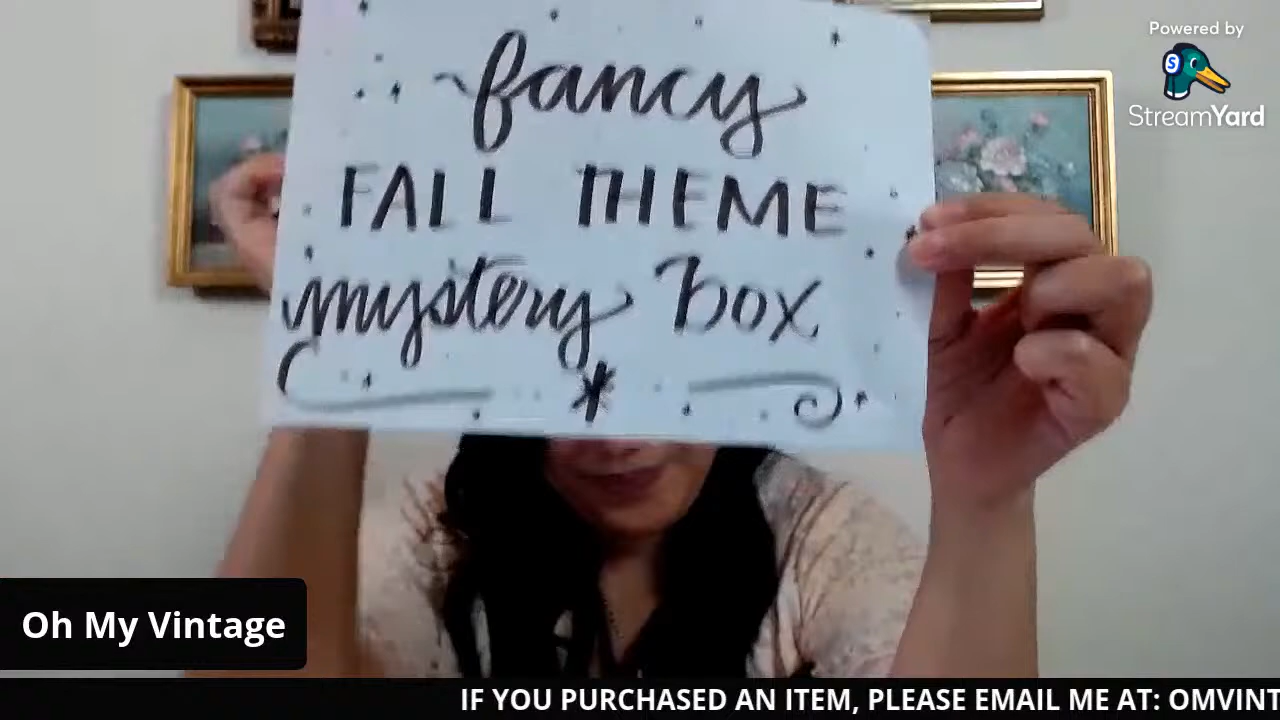 Powered by
StreamYard
fancy
FALL THEME
mystery box
Oh My Vintage
IF YOU PURCHASED AN ITEM, PLEASE EMAIL ME AT: OMVINT